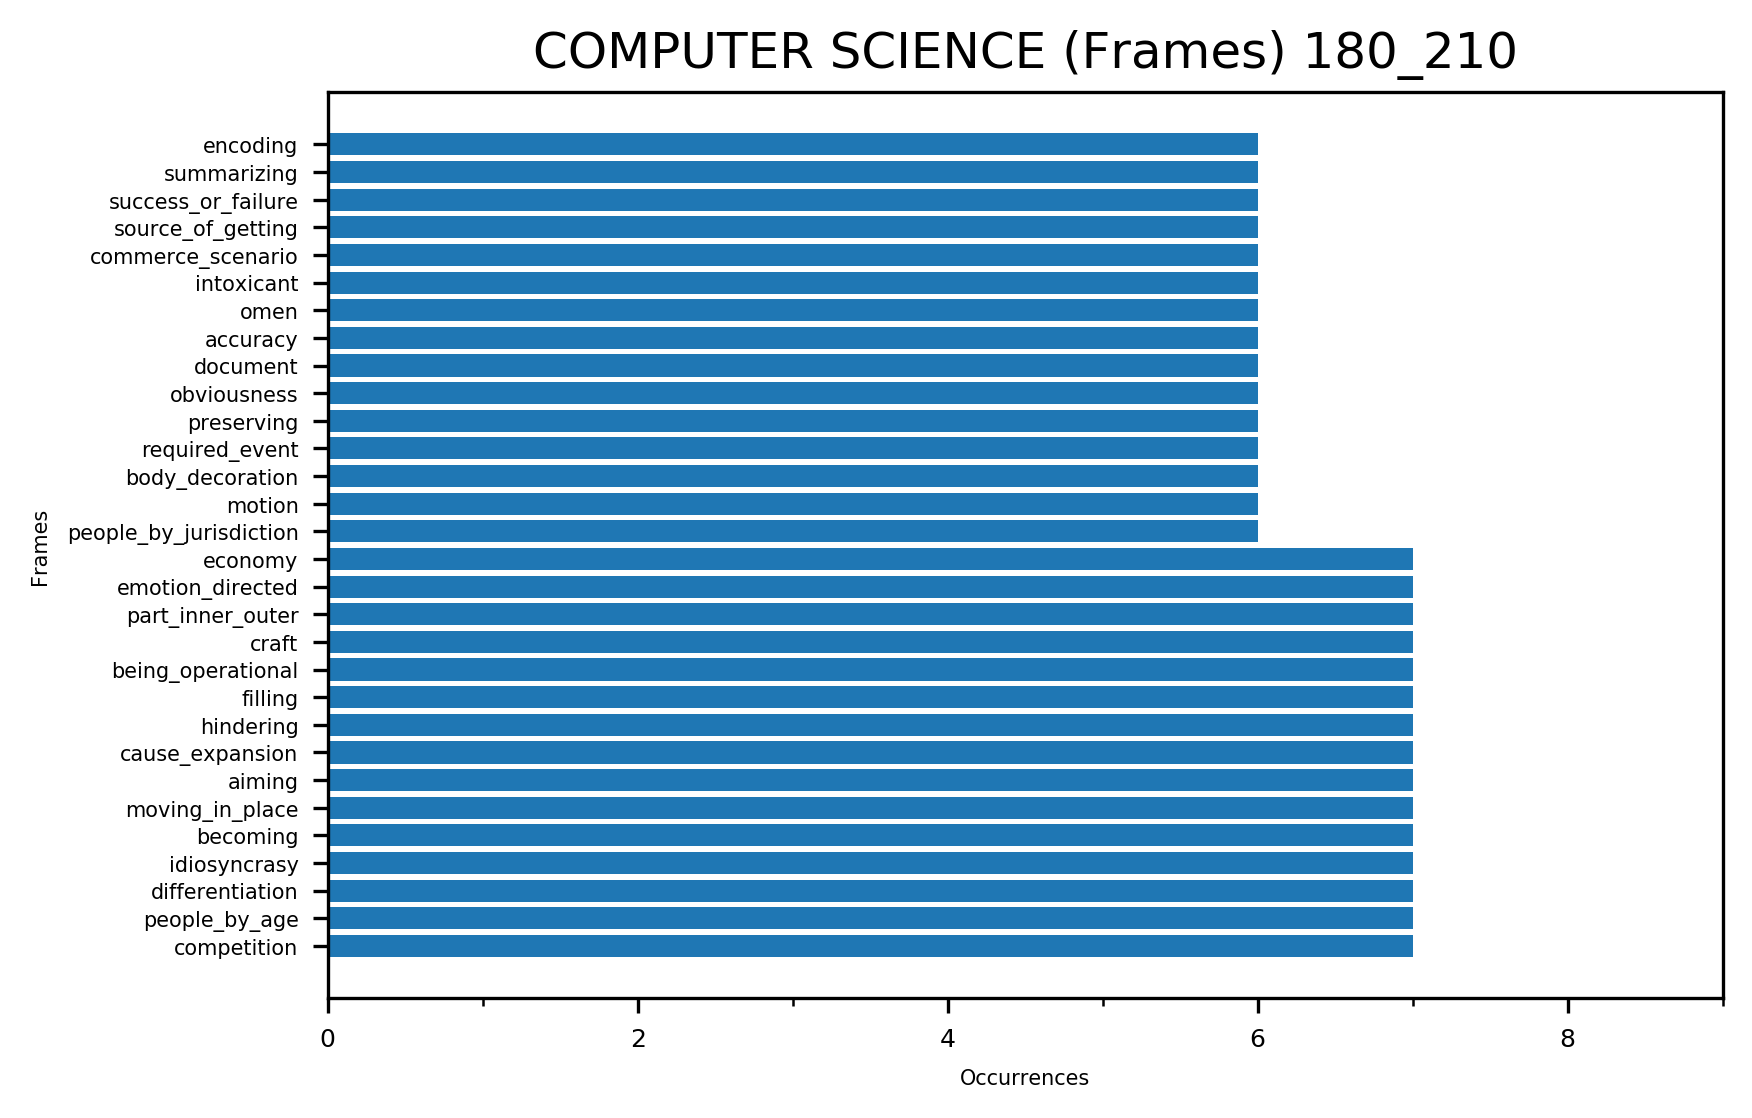 COMPUTER SCIENCE (Frames) 180_210
encoding
summarizing
success_or_failure
source_of_getting
commerce_scenario
intoxicant
omen
accuracy
document
obviousness
preserving
required_event
body_decoration
motion
people_by_jurisdiction
economy
emotion_directed
part_inner_outer
craft
being_operational
filling
hindering
cause_expansion
aiming
moving_in_place
becoming
idiosyncrasy
differentiation
people_by_age
competition
Frames
0 2 4 6 8
Occurrences